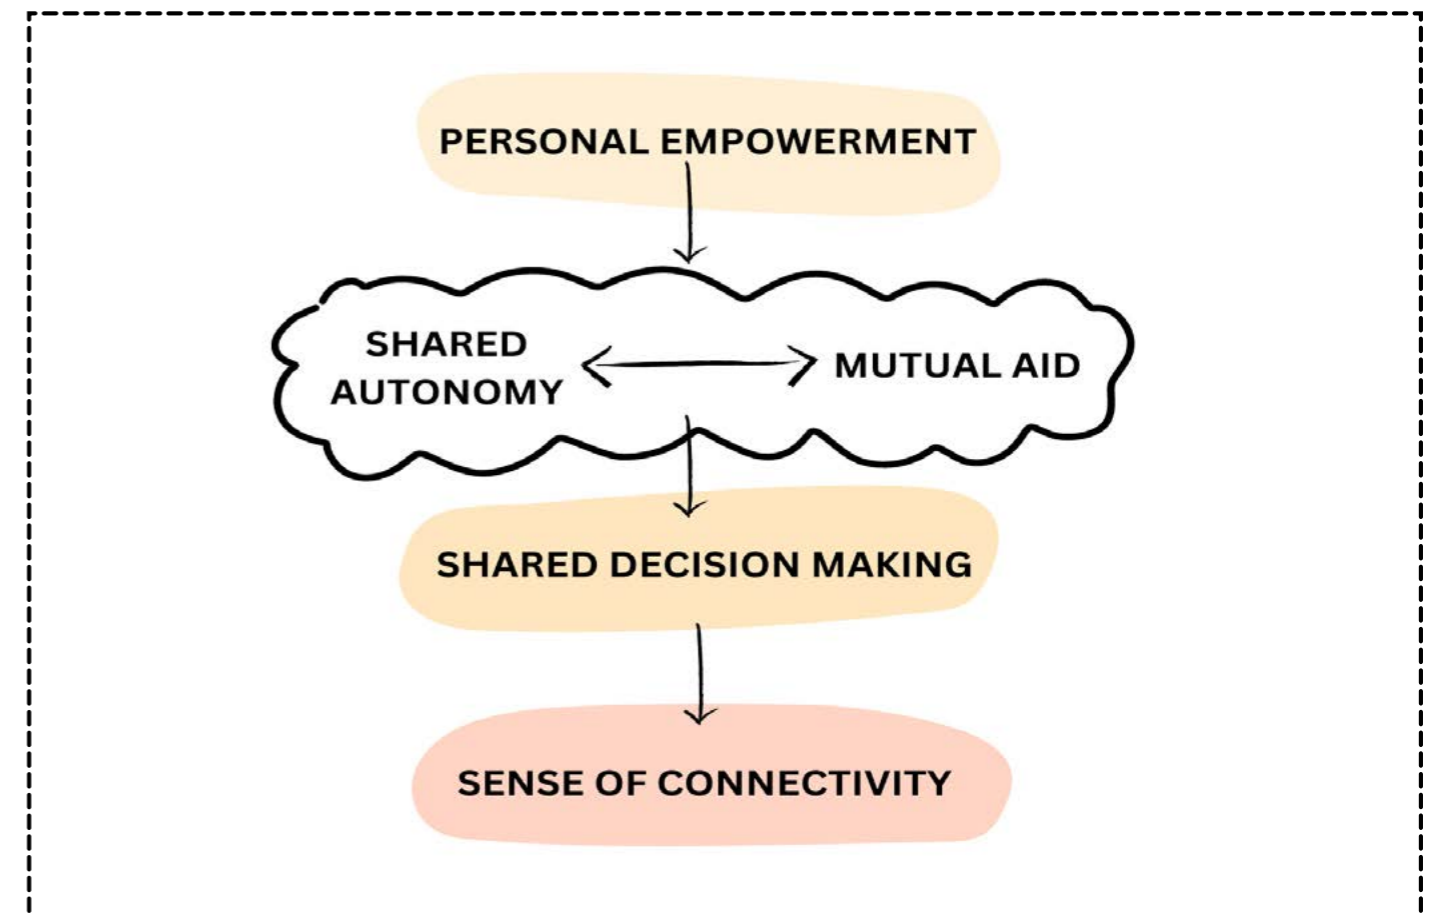 PERSONAL EMPOWERMENT
SHARED
AUTONOMY
MUTUAL AID
SHARED DECISION MAKING
SENSE OF CONNECTIVITY